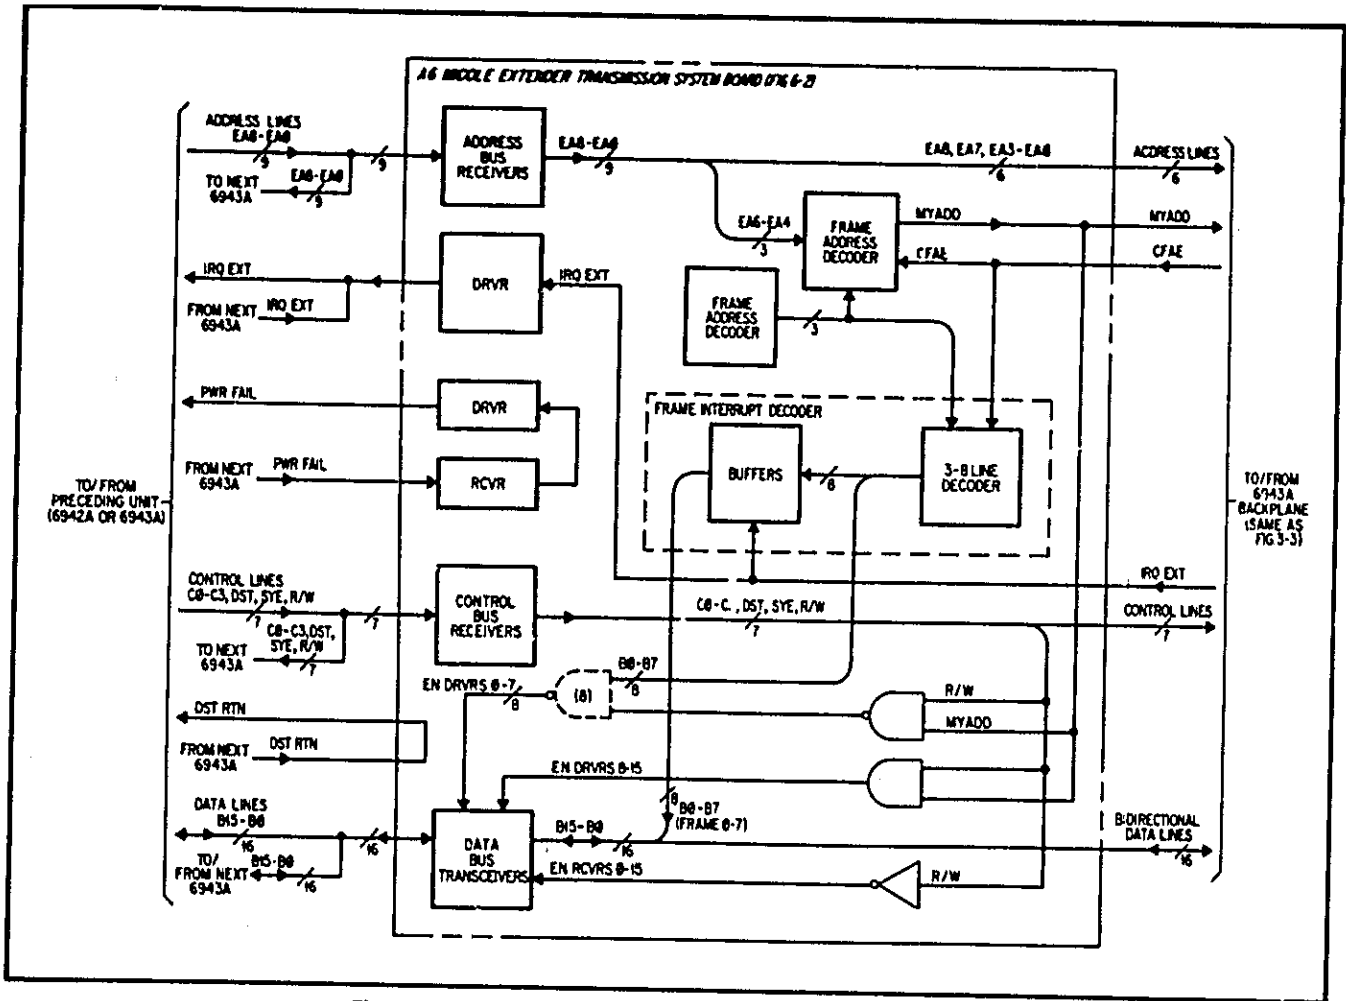 A6 MIDDLE EXTENDER TRANSMISSION SYSTEM BOARD (FIG 6-2)
ADDRESS LINES
EA8-EA0
9
9
TO NEXT
6943A
EA8-EA0
9
ADDRESS
BUS
RECEIVERS
EA8-EA0
9
EA8, EA7, EA3-EA0
6
ADDRESS LINES
6
EA6-EA4
3
FRAME
ADDRESS
DECODER
MYADD
MYADD
CFAE
CFAE
IRQ EXT
FROM NEXT
6943A
IRQ EXT
DRVR
IRQ EXT
FRAME
ADDRESS
DECODER
3
PWR FAIL
DRVR
FROM NEXT
6943A
PWR FAIL
RCVR
FRAME INTERRUPT DECODER
BUFFERS
8
3-8 LINE
DECODER
TO/FROM
PRECEDING UNIT
(6942A OR 6943A)
TO/FROM
6943A
BACKPLANE
(SAME AS
FIG.3-3)
IRQ EXT
CONTROL LINES
C0-C3, DST, SYE, R/W
7
7
TO NEXT
6943A
C0-C3, DST,
SYE, R/W
7
CONTROL
BUS
RECEIVERS
C0-C. , DST, SYE, R/W
7
CONTROL LINES
7
B0-B7
8
EN DRVRS 0-7
8
(8)
R/W
MYADD
DST RTN
FROM NEXT
6943A
DST RTN
EN DRVRS 8-15
8
B0-B7
(FRAME 0-7)
DATA LINES
B15-B0
16
16
TO/
FROM NEXT
6943A
B15-B0
16
DATA
BUS
TRANSCEIVERS
B15-B0
16
BIDIRECTIONAL
DATA LINES
16
EN RCVRS 0-15
R/W